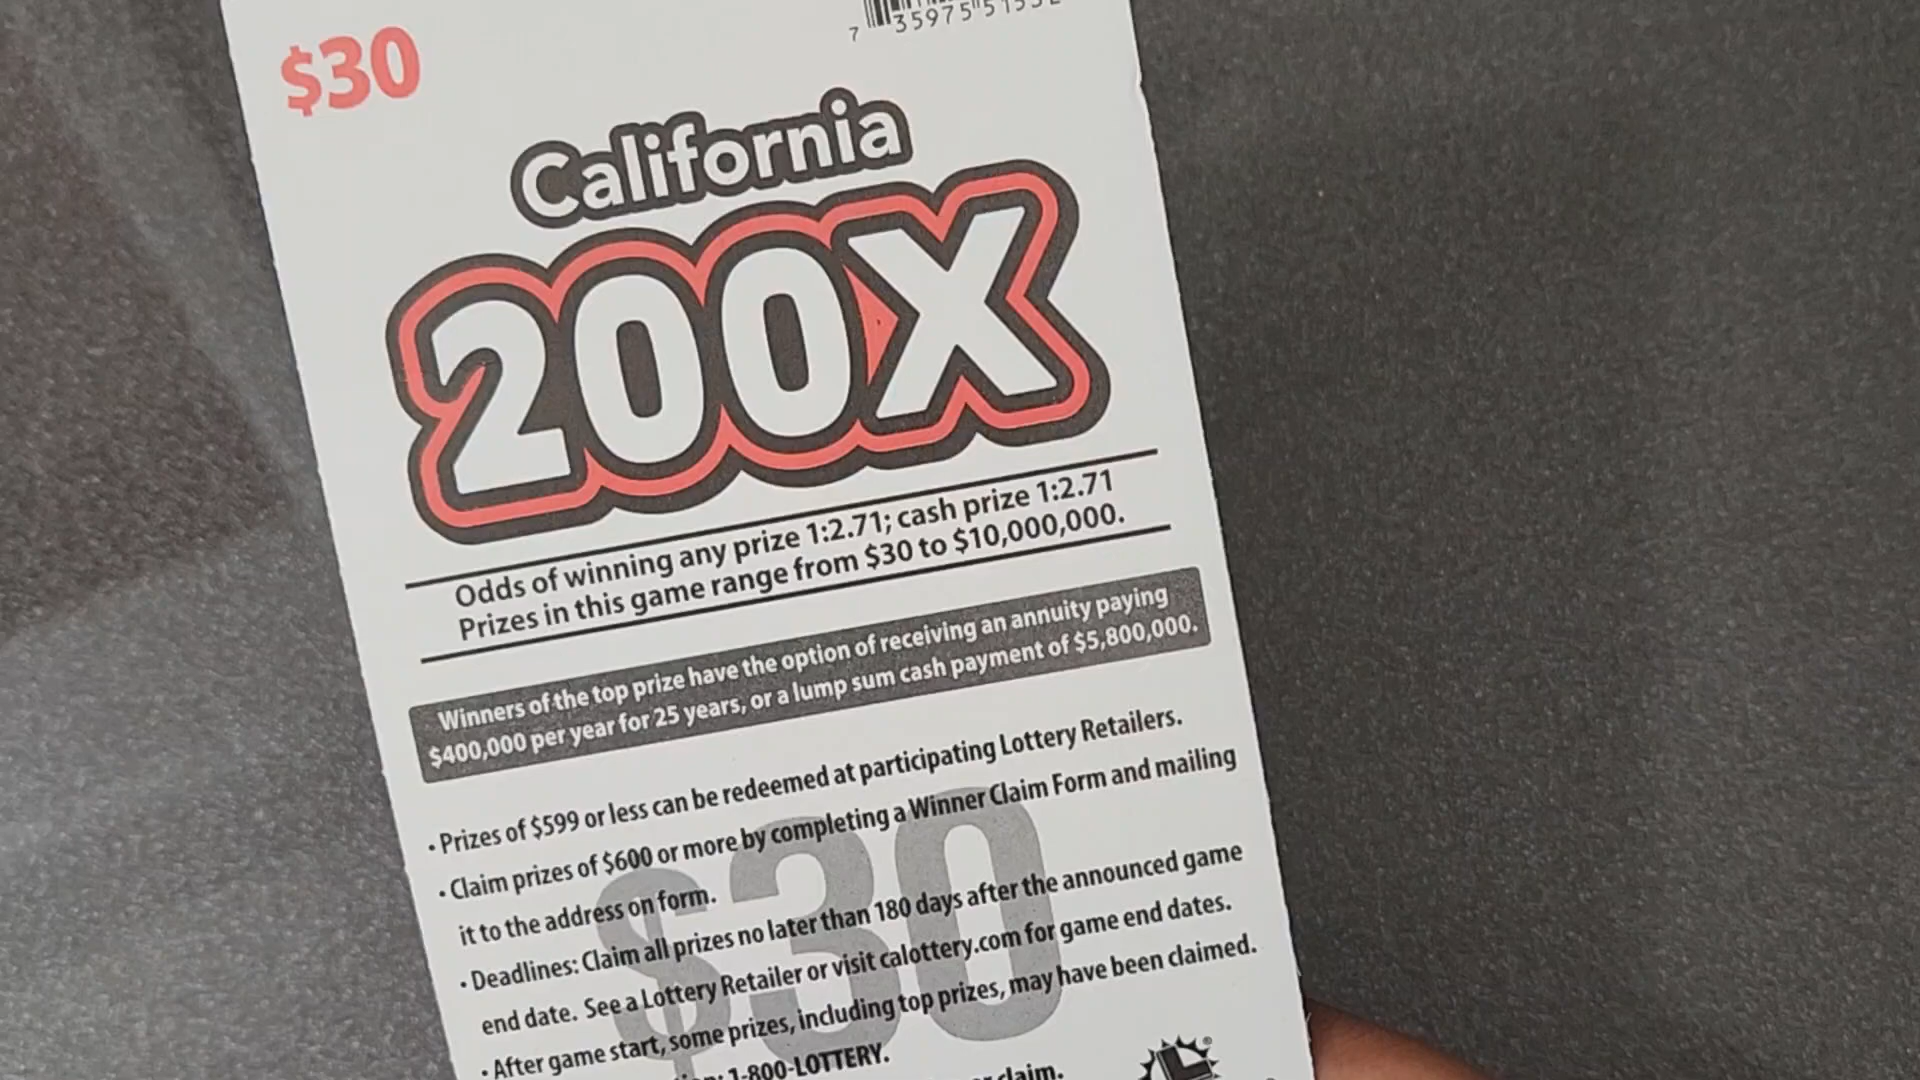 $30
7 35975 51
California
200X
Odds of winning any prize 1:2.71; cash prize 1:2.71
Prizes in this game range from $30 to $10,000,000.
Winners of the top prize have the option of receiving an annuity paying
$400,000 per year for 25 years, or a lump sum cash payment of $5,800,000.
• Prizes of $599 or less can be redeemed at participating Lottery Retailers.
• Claim prizes of $600 or more by completing a Winner Claim Form and mailing
it to the address on form.
• Deadlines: Claim all prizes no later than 180 days after the announced game
end date. See a Lottery Retailer or visit calottery.com for game end dates.
• After game start, some prizes, including top prizes, may have been claimed.
1-800-LOTTERY.
claim.
$30